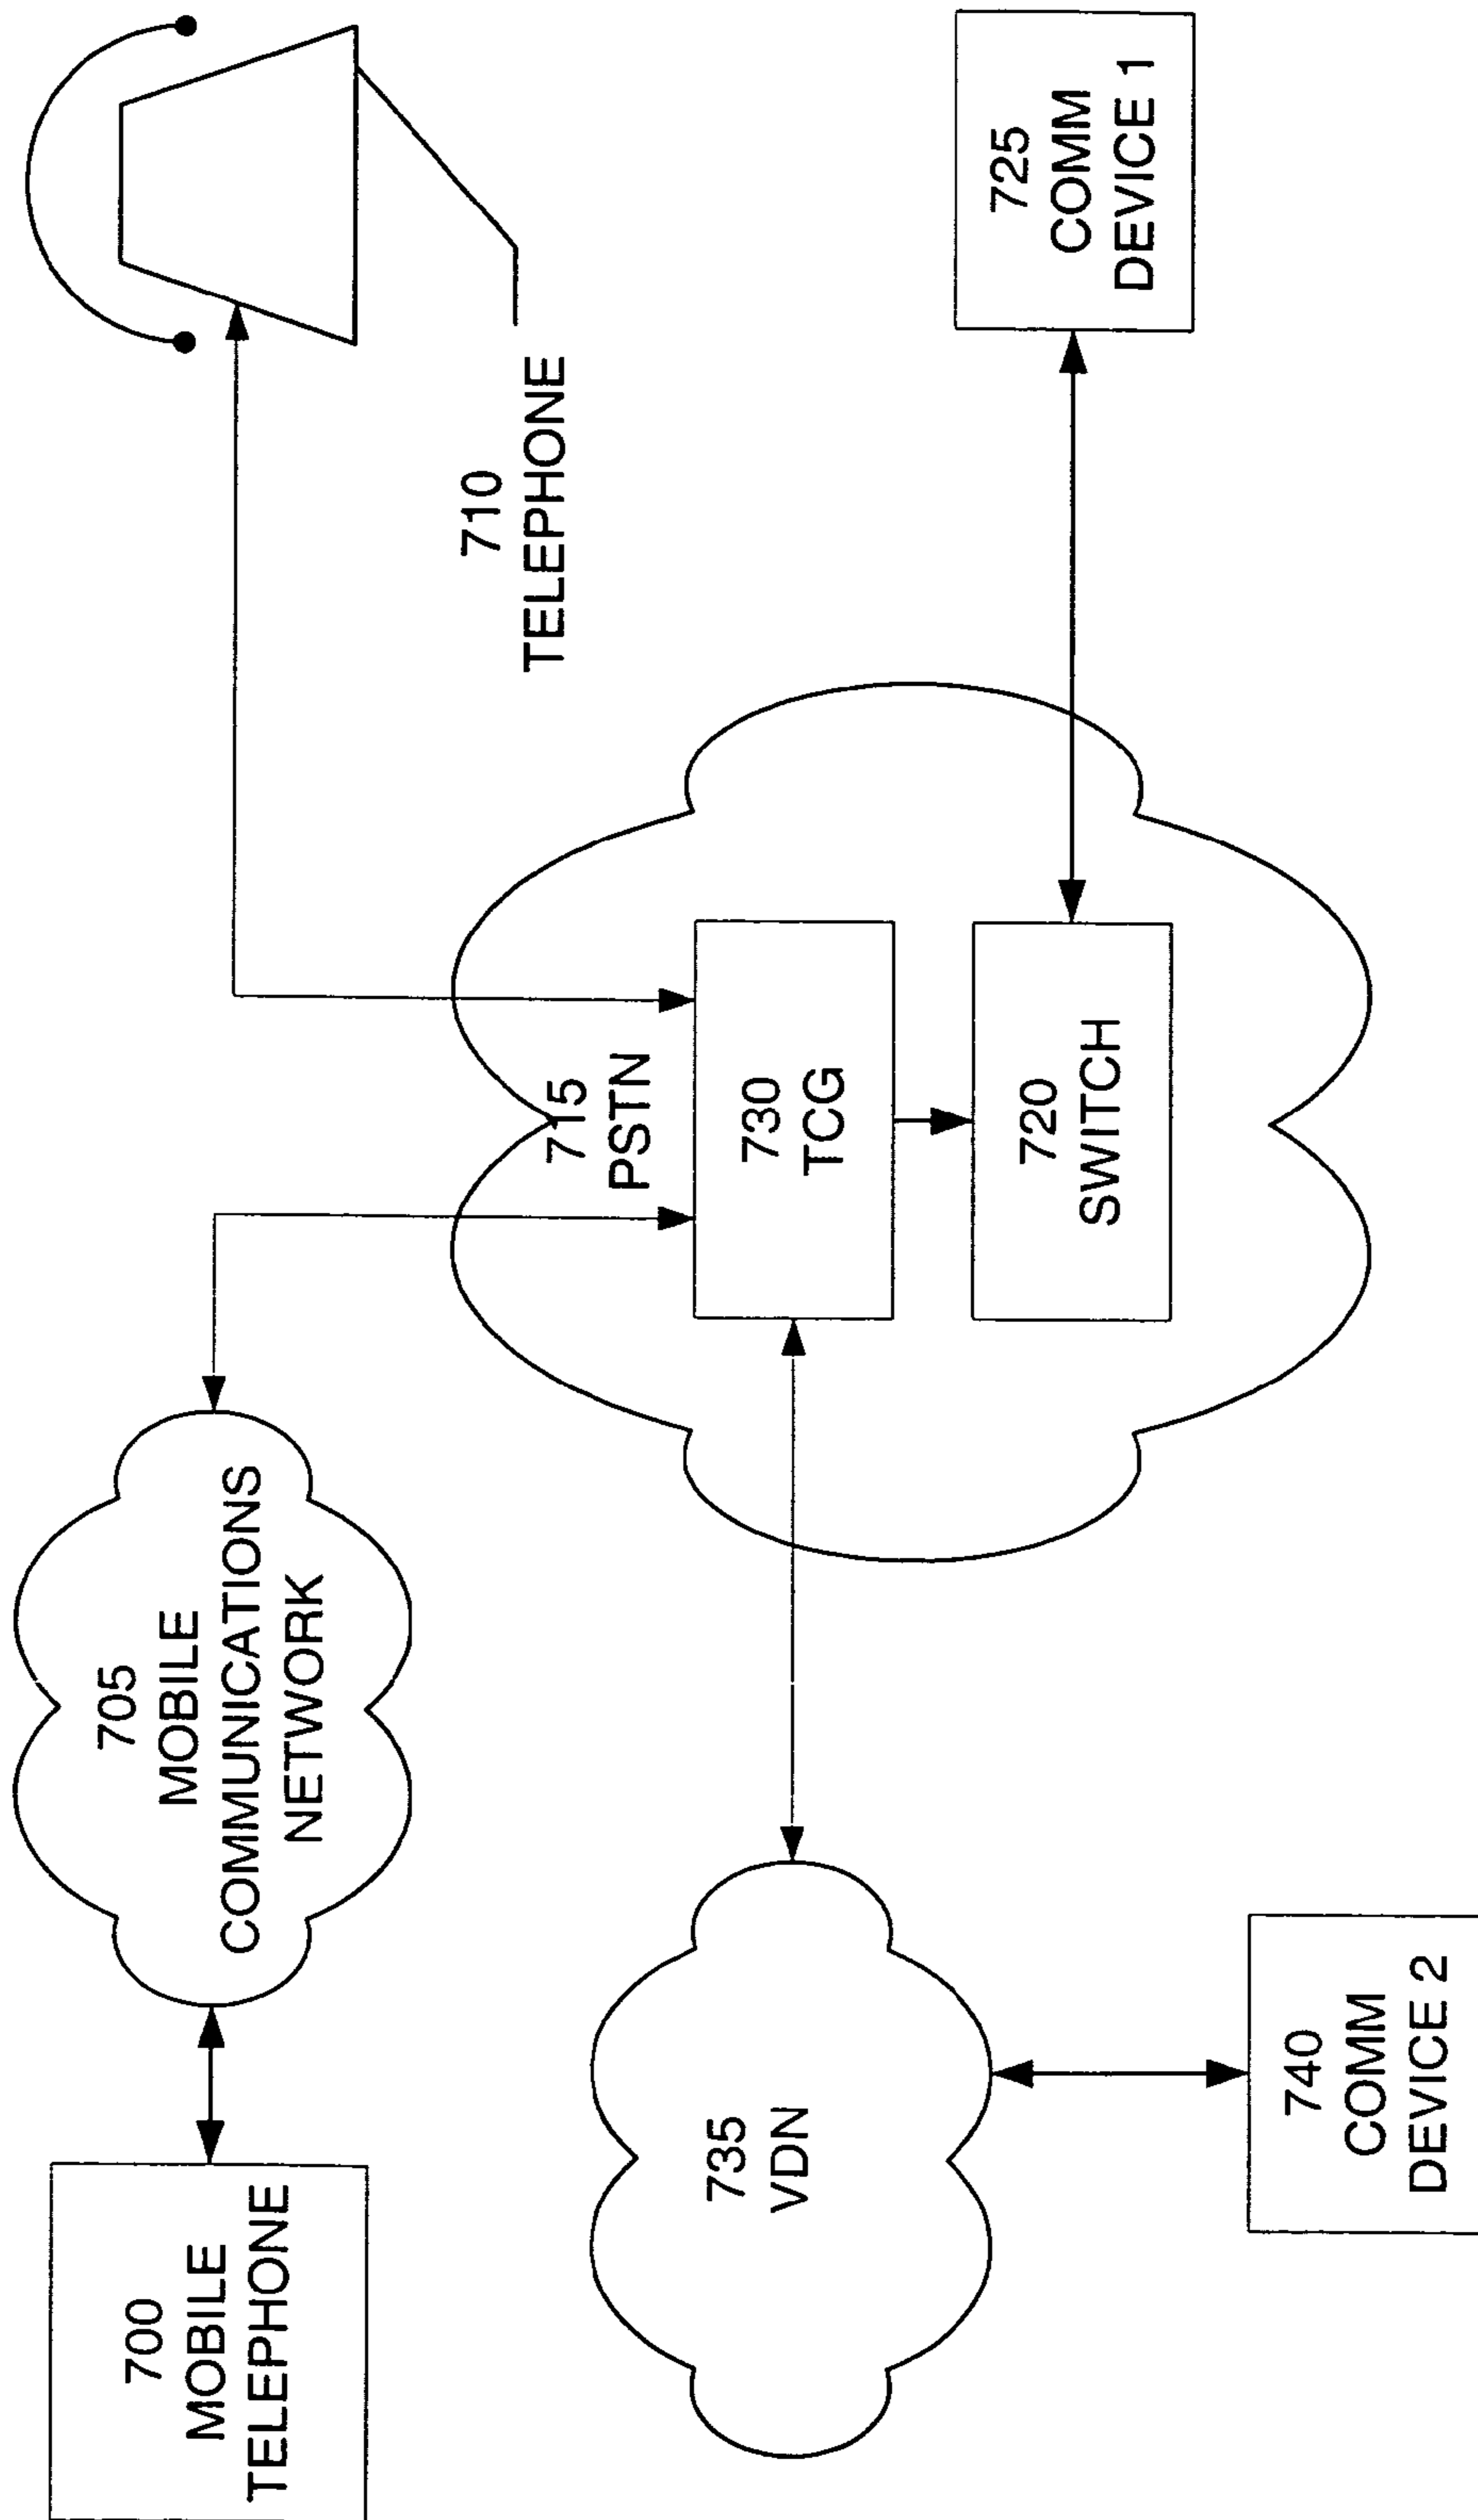 700
MOBILE
TELEPHONE
705
MOBILE
COMMUNICATIONS
NETWORK
710
TELEPHONE
715
PSTN
730
TCG
720
SWITCH
725
COMM
DEVICE 1
735
VDN
740
COMM
DEVICE 2